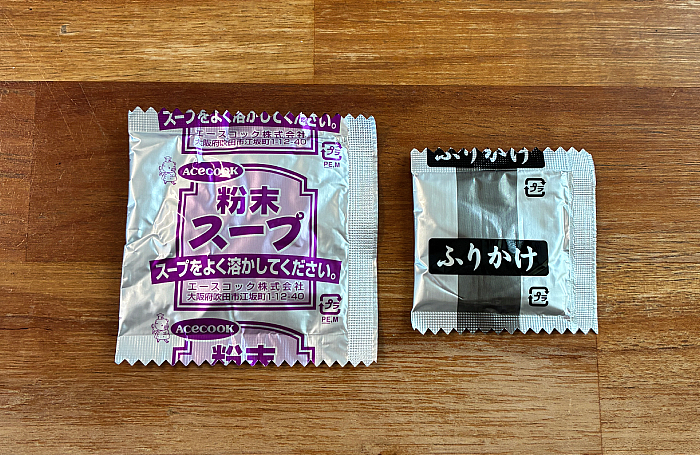 スープをよく溶かしてください。
エースコック株式会社
大阪府吹田市江坂町1-12-40
プラ
PE,M
ACECOOK
粉末
スープ
スープをよく溶かしてください。
エースコック株式会社
大阪府吹田市江坂町1-12-40
プラ
PE,M
ACECOOK
粉末
ふりかけ
プラ
ふりかけ
プラ